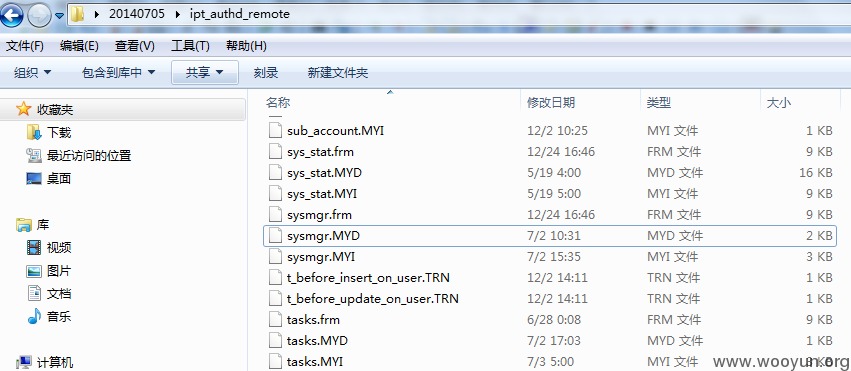 20140705 ▸ ipt_authd_remote
文件(F) 编辑(E) 查看(V) 工具(T) 帮助(H)
组织 包含到库中 共享 刻录 新建文件夹
收藏夹
下载
最近访问的位置
桌面
库
视频
图片
文档
音乐
计算机
名称 修改日期 类型 大小
sub_account.MYI 12/2 10:25 MYI 文件 1 KB
sys_stat.frm 12/24 16:46 FRM 文件 9 KB
sys_stat.MYD 5/19 4:00 MYD 文件 16 KB
sys_stat.MYI 5/19 5:00 MYI 文件 9 KB
sysmgr.frm 12/24 16:46 FRM 文件 9 KB
sysmgr.MYD 7/2 10:31 MYD 文件 2 KB
sysmgr.MYI 7/2 15:35 MYI 文件 3 KB
t_before_insert_on_user.TRN 12/2 14:11 TRN 文件 1 KB
t_before_update_on_user.TRN 12/2 14:11 TRN 文件 1 KB
tasks.frm 6/28 0:08 FRM 文件 9 KB
tasks.MYD 7/2 17:03 MYD 文件 1 KB
tasks.MYI 7/3 5:00 MYI 文件 KB
www.wooyun.org